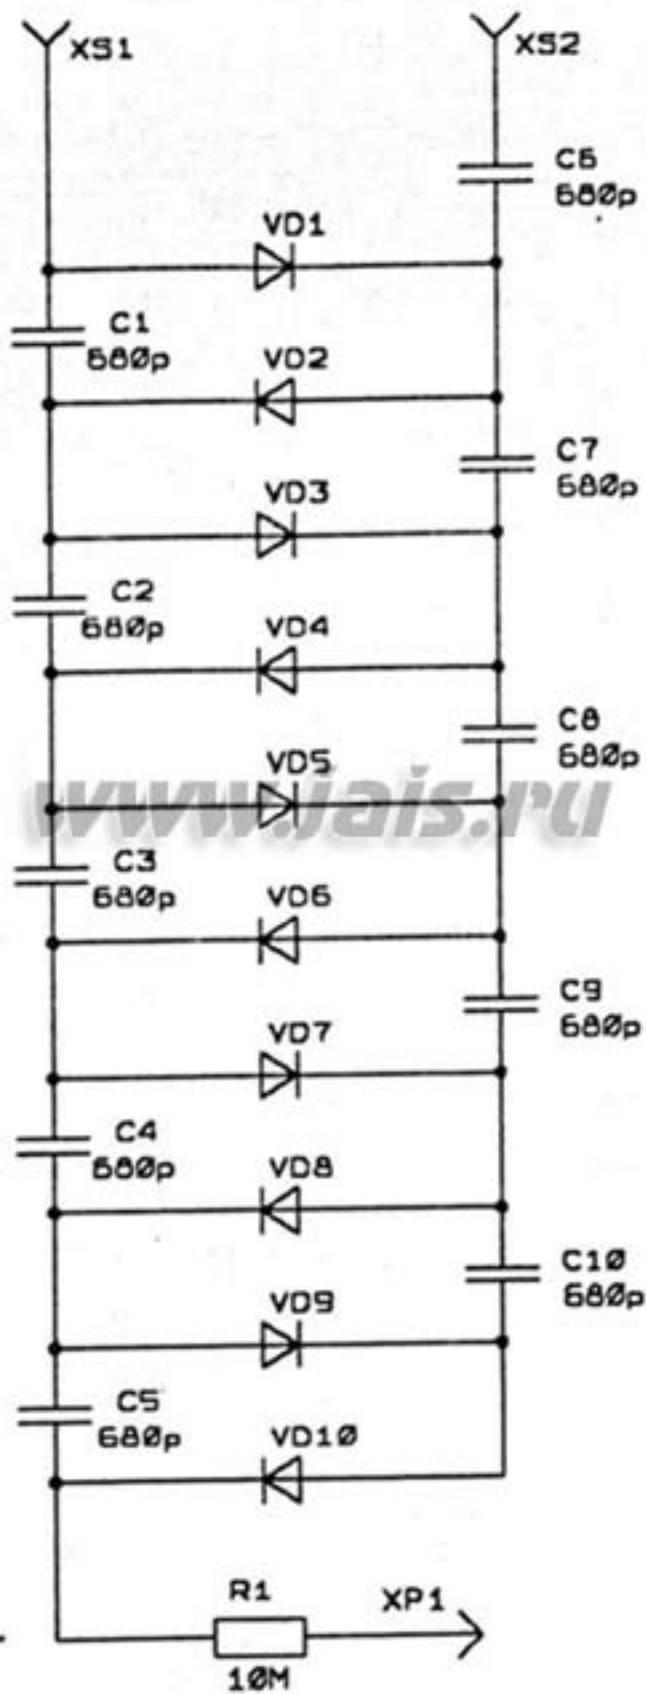 XS1
XS2
C6
680p
VD1
C1
680p
VD2
C7
680p
VD3
C2
680p
VD4
C8
680p
VD5
www.jais.ru
C3
680p
VD6
C9
680p
VD7
C4
680p
VD8
C10
680p
VD9
C5
680p
VD10
R1
XP1
10M